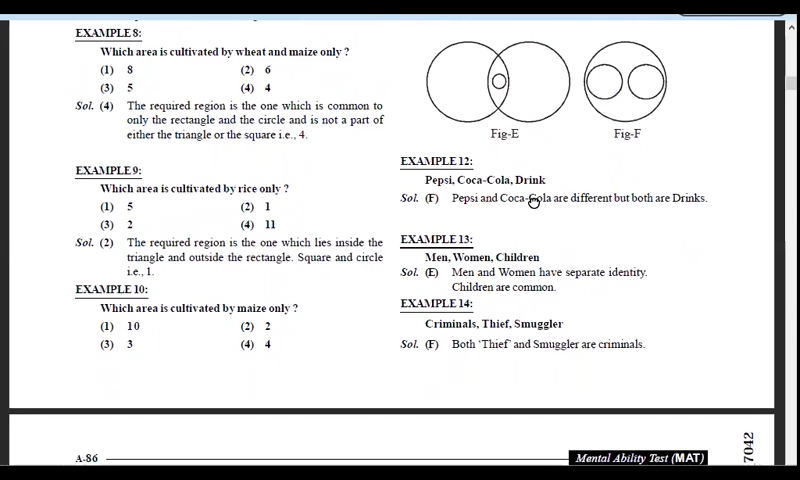 EXAMPLE 8:
Which area is cultivated by wheat and maize only ?
(1) 8 (2) 6
(3) 5 (4) 4
Sol. (4) The required region is the one which is common to
only the rectangle and the circle and is not a part of
either the triangle or the square i.e., 4.
EXAMPLE 9:
Which area is cultivated by rice only ?
(1) 5 (2) 1
(3) 2 (4) 11
Sol. (2) The required region is the one which lies inside the
triangle and outside the rectangle. Square and circle
i.e., 1.
EXAMPLE 10:
Which area is cultivated by maize only ?
(1) 10 (2) 2
(3) 3 (4) 4
Fig-E Fig-F
EXAMPLE 12:
Pepsi, Coca-Cola, Drink
Sol. (F) Pepsi and Coca-Cola are different but both are Drinks.
EXAMPLE 13:
Men, Women, Children
Sol. (E) Men and Women have separate identity.
Children are common.
EXAMPLE 14:
Criminals, Thief, Smuggler
Sol. (F) Both ‘Thief’ and Smuggler are criminals.
A-86
Mental Ability Test (MAT)
7042